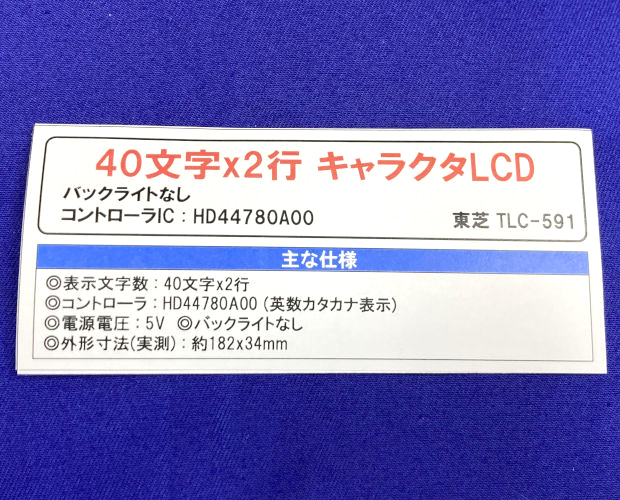 40文字x2行 キャラクタLCD
バックライトなし
コントローラIC：HD44780A00
東芝 TLC-591
主な仕様
◎表示文字数：40文字x2行
◎コントローラ：HD44780A00 (英数カタカナ表示)
◎電源電圧：5V ◎バックライトなし
◎外形寸法(実測)：約182x34mm